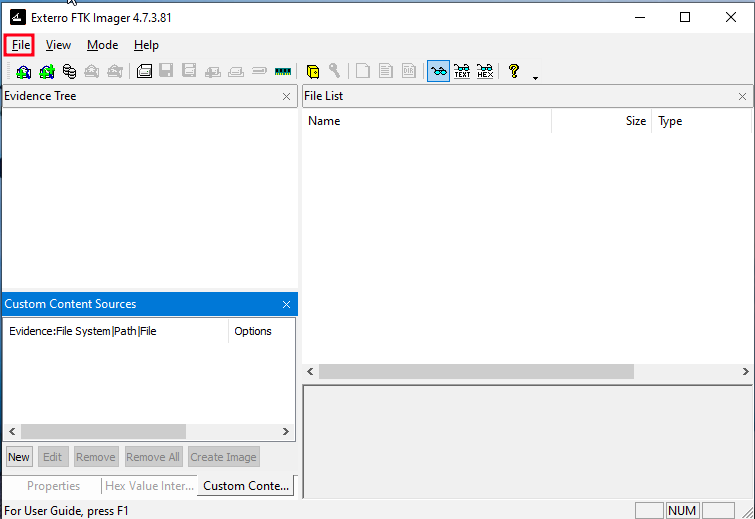 Exterro FTK Imager 4.7.3.81
File View Mode Help
TEXT HEX ?
Evidence Tree
File List
Name Size Type
Custom Content Sources
Evidence:File System|Path|File Options
New Edit Remove Remove All Create Image
Properties Hex Value Inter... Custom Conte...
For User Guide, press F1
NUM